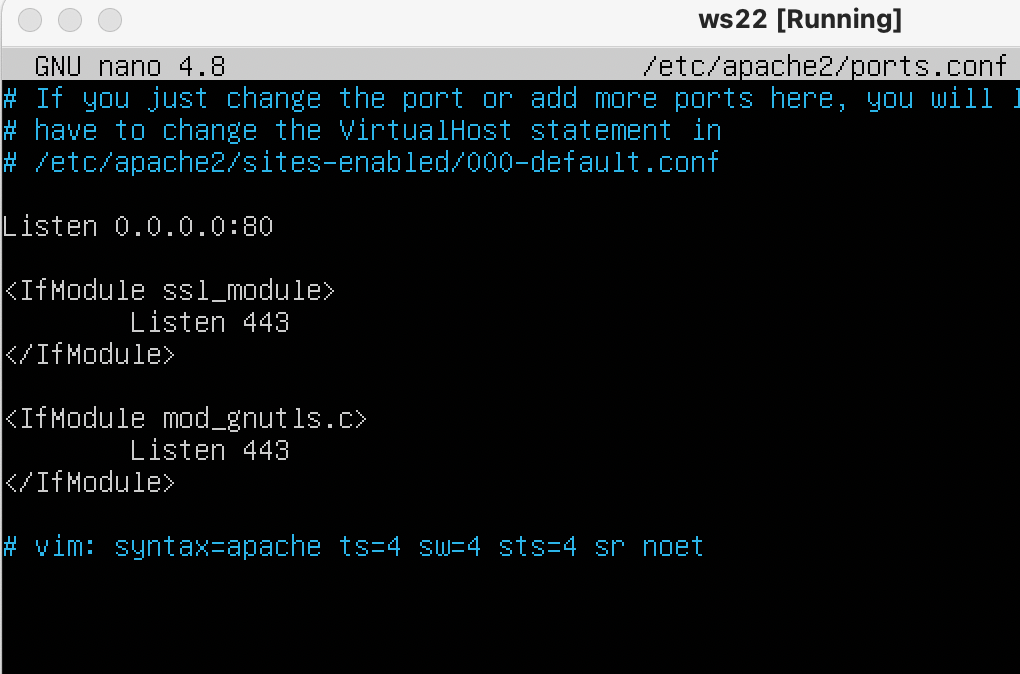 ws22 [Running]
GNU nano 4.8 /etc/apache2/ports.conf
# If you just change the port or add more ports here, you will
# have to change the VirtualHost statement in
# /etc/apache2/sites-enabled/000-default.conf
Listen 0.0.0.0:80
<IfModule ssl_module>
Listen 443
</IfModule>
<IfModule mod_gnutls.c>
Listen 443
</IfModule>
# vim: syntax=apache ts=4 sw=4 sts=4 sr noet